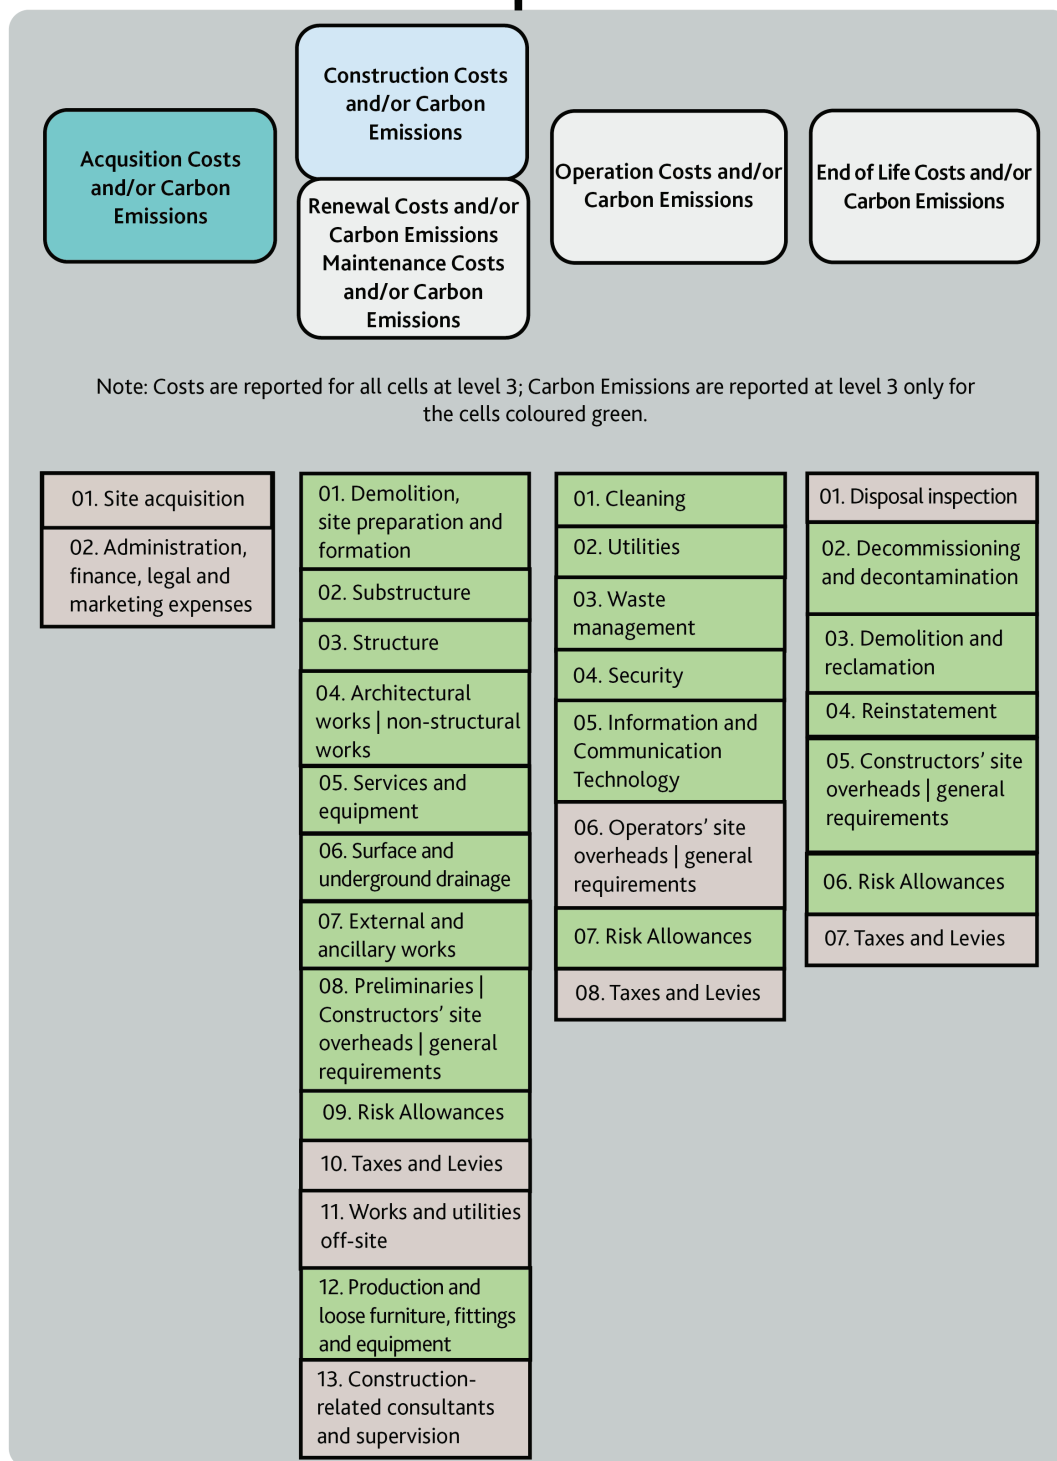 Construction Costs
and/or Carbon
Emissions
Acqusition Costs
and/or Carbon
Emissions
Renewal Costs and/or
Carbon Emissions
Maintenance Costs
and/or Carbon
Emissions
Operation Costs and/or
Carbon Emissions
End of Life Costs and/or
Carbon Emissions
Note: Costs are reported for all cells at level 3; Carbon Emissions are reported at level 3 only for
the cells coloured green.
01. Site acquisition
02. Administration,
finance, legal and
marketing expenses
01. Demolition,
site preparation and
formation
02. Substructure
03. Structure
04. Architectural
works | non-structural
works
05. Services and
equipment
06. Surface and
underground drainage
07. External and
ancillary works
08. Preliminaries |
Constructors’ site
overheads | general
requirements
09. Risk Allowances
10. Taxes and Levies
11. Works and utilities
off-site
12. Production and
loose furniture, fittings
and equipment
13. Construction-
related consultants
and supervision
01. Cleaning
02. Utilities
03. Waste
management
04. Security
05. Information and
Communication
Technology
06. Operators’ site
overheads | general
requirements
07. Risk Allowances
08. Taxes and Levies
01. Disposal inspection
02. Decommissioning
and decontamination
03. Demolition and
reclamation
04. Reinstatement
05. Constructors’ site
overheads | general
requirements
06. Risk Allowances
07. Taxes and Levies